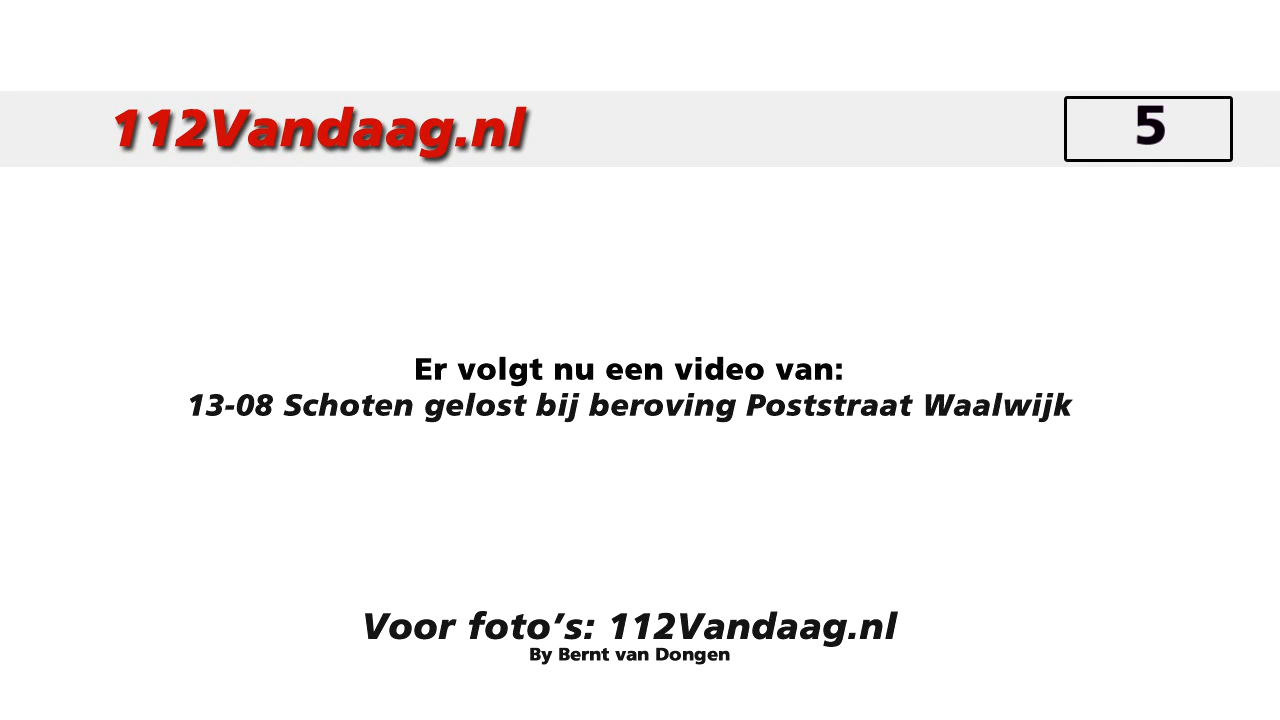 112Vandaag.nl
5
Er volgt nu een video van:
13-08 Schoten gelost bij beroving Poststraat Waalwijk
Voor foto's: 112Vandaag.nl
By Bernt van Dongen